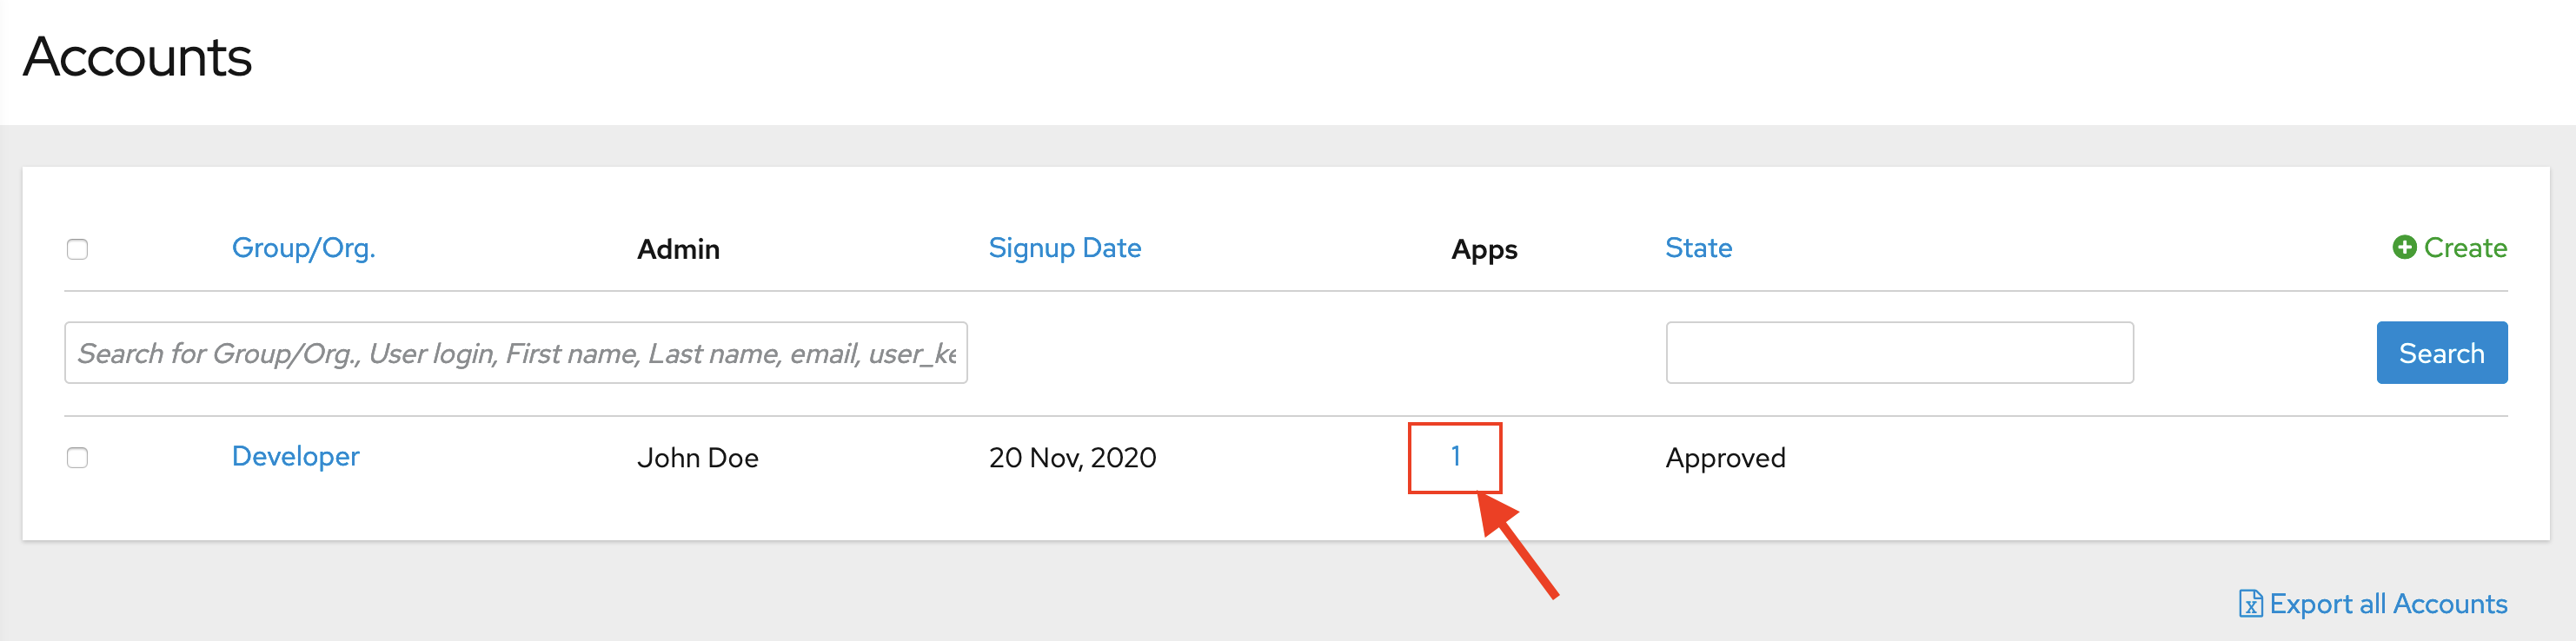 Accounts
Group/Org. Admin Signup Date Apps State Create
Search for Group/Org., User login, First name, Last name, email, user_ke Search
Developer John Doe 20 Nov, 2020 1 Approved
Export all Accounts